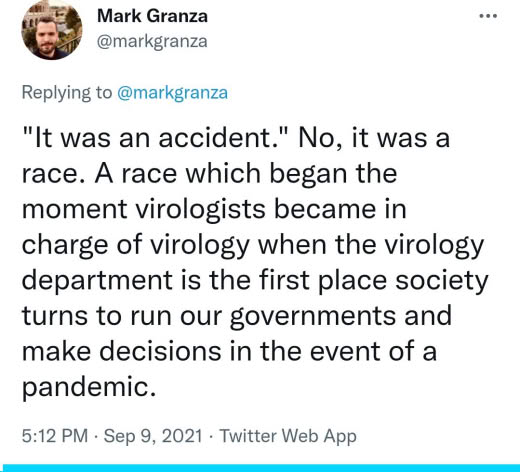 Mark Granza
@markgranza
Replying to @markgranza
"It was an accident." No, it was a
race. A race which began the
moment virologists became in
charge of virology when the virology
department is the first place society
turns to run our governments and
make decisions in the event of a
pandemic.
5:12 PM · Sep 9, 2021 · Twitter Web App